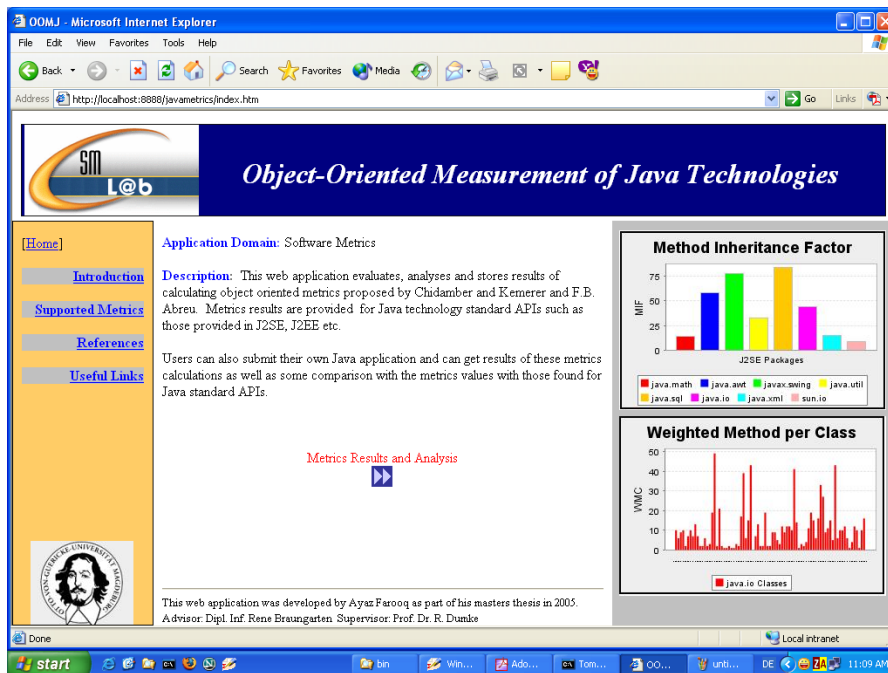 OOMJ - Microsoft Internet Explorer
File Edit View Favorites Tools Help
Back Search Favorites Media
Address http://localhost:8888/javametrics/index.htm Go Links
SM
L@b
Object-Oriented Measurement of Java Technologies
[Home]
Introduction
Supported Metrics
References
Useful Links
Application Domain: Software Metrics
Description: This web application evaluates, analyses and stores results of
calculating object oriented metrics proposed by Chidamber and Kemerer and F.B.
Abreu. Metrics results are provided for Java technology standard APIs such as
those provided in J2SE, J2EE etc.
Users can also submit their own Java application and can get results of these metrics
calculations as well as some comparison with the metrics values with those found for
Java standard APIs.
Metrics Results and Analysis
Method Inheritance Factor
75
50
25
0
MIF
J2SE Packages
java.math java.awt javax.swing java.util
java.sql java.io java.xml sun.io
Weighted Method per Class
50
40
30
20
10
0
WMC
java.io Classes
OTTO-VON-GUERICKE-UNIVERSITÄT MAGDEBURG
This web application was developed by Ayaz Farooq as part of his masters thesis in 2005.
Advisor: Dipl. Inf. Rene Braungarten Supervisor: Prof. Dr. R. Dumke
Done Local intranet
start bin Win... Ado... Tom... OO... unti... DE ZA 11:09 AM